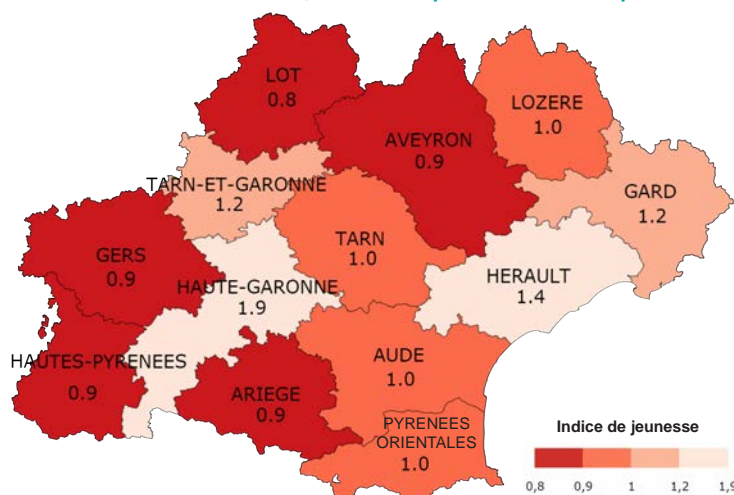 LOT
0.8
LOZERE
1.0
AVEYRON
0.9
TARN-ET-GARONNE
1.2
GARD
1.2
TARN
1.0
GERS
0.9
HAUTE-GARONNE
1.9
HERAULT
1.4
HAUTES-PYRENEES
0.9
AUDE
1.0
ARIEGE
0.9
PYRENEES
ORIENTALES
1.0
Indice de jeunesse
0,8 0,9 1 1,2 1,9